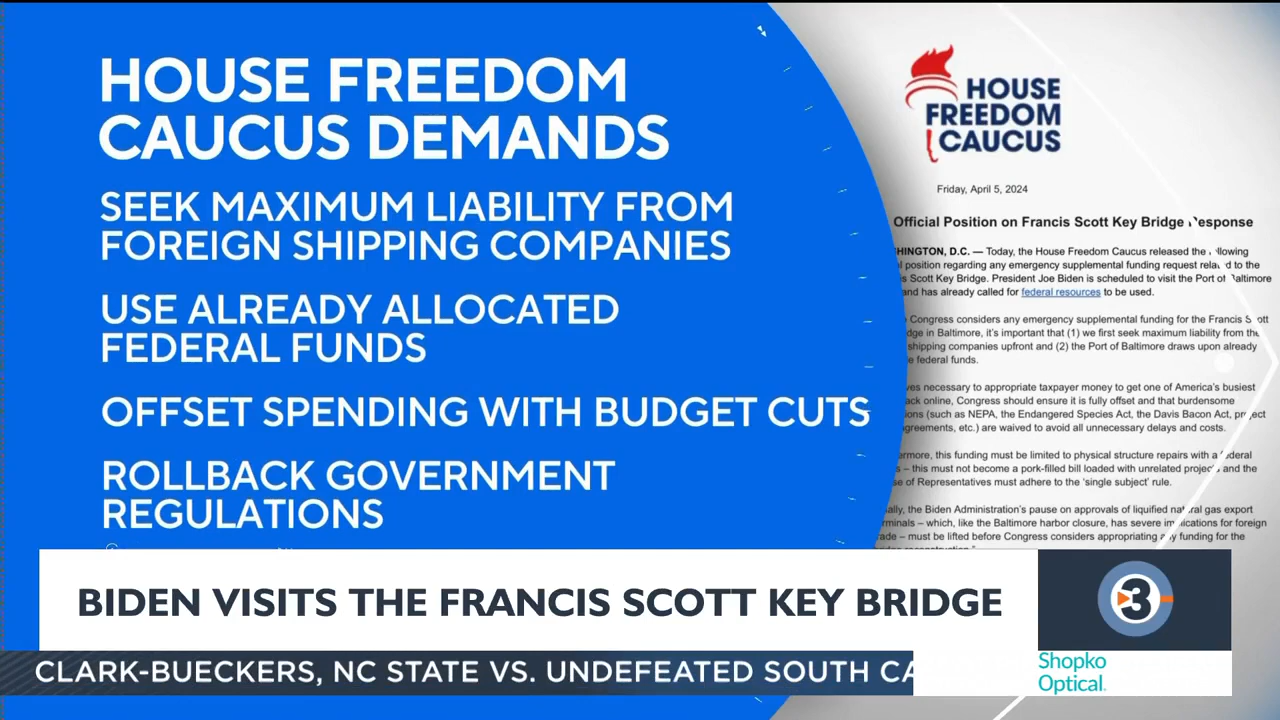 HOUSE FREEDOM
CAUCUS DEMANDS
SEEK MAXIMUM LIABILITY FROM
FOREIGN SHIPPING COMPANIES
USE ALREADY ALLOCATED
FEDERAL FUNDS
OFFSET SPENDING WITH BUDGET CUTS
ROLLBACK GOVERNMENT
REGULATIONS
HOUSE
FREEDOM
CAUCUS
Friday, April 5, 2024
Official Position on Francis Scott Key Bridge
D.C. — Today, the House Freedom Caucus released the
position regarding any emergency supplemental funding request to the
Scott Key Bridge. President Joe Biden is scheduled to visit the Port of
and has already called for federal resources to be used.
Congress considers any emergency supplemental funding for the Francis
in Baltimore, it's important that (1) we first seek maximum liability from the
shipping companies upfront and (2) the Port of Baltimore draws upon already
federal funds.
necessary to appropriate taxpayer money to get one of America's busiest
online, Congress should ensure it is fully offset and that burdensome
(such as NEPA, the Endangered Species Act, the Davis Bacon Act,
etc.) are waived to avoid all unnecessary delays and costs.
this funding must be limited to physical structure repairs with a
– this must not become a pork-filled bill loaded with unrelated and the
of Representatives must adhere to the 'single subject' rule.
the Biden Administration's pause on approvals of liquified gas export
– which, like the Baltimore harbor closure, has severe for foreign
– must be lifted before Congress considers appropriating funding for the
BIDEN VISITS THE FRANCIS SCOTT KEY BRIDGE
3
CLARK-BUECKERS, NC STATE VS. UNDEFEATED SOUTH
Shopko
Optical.